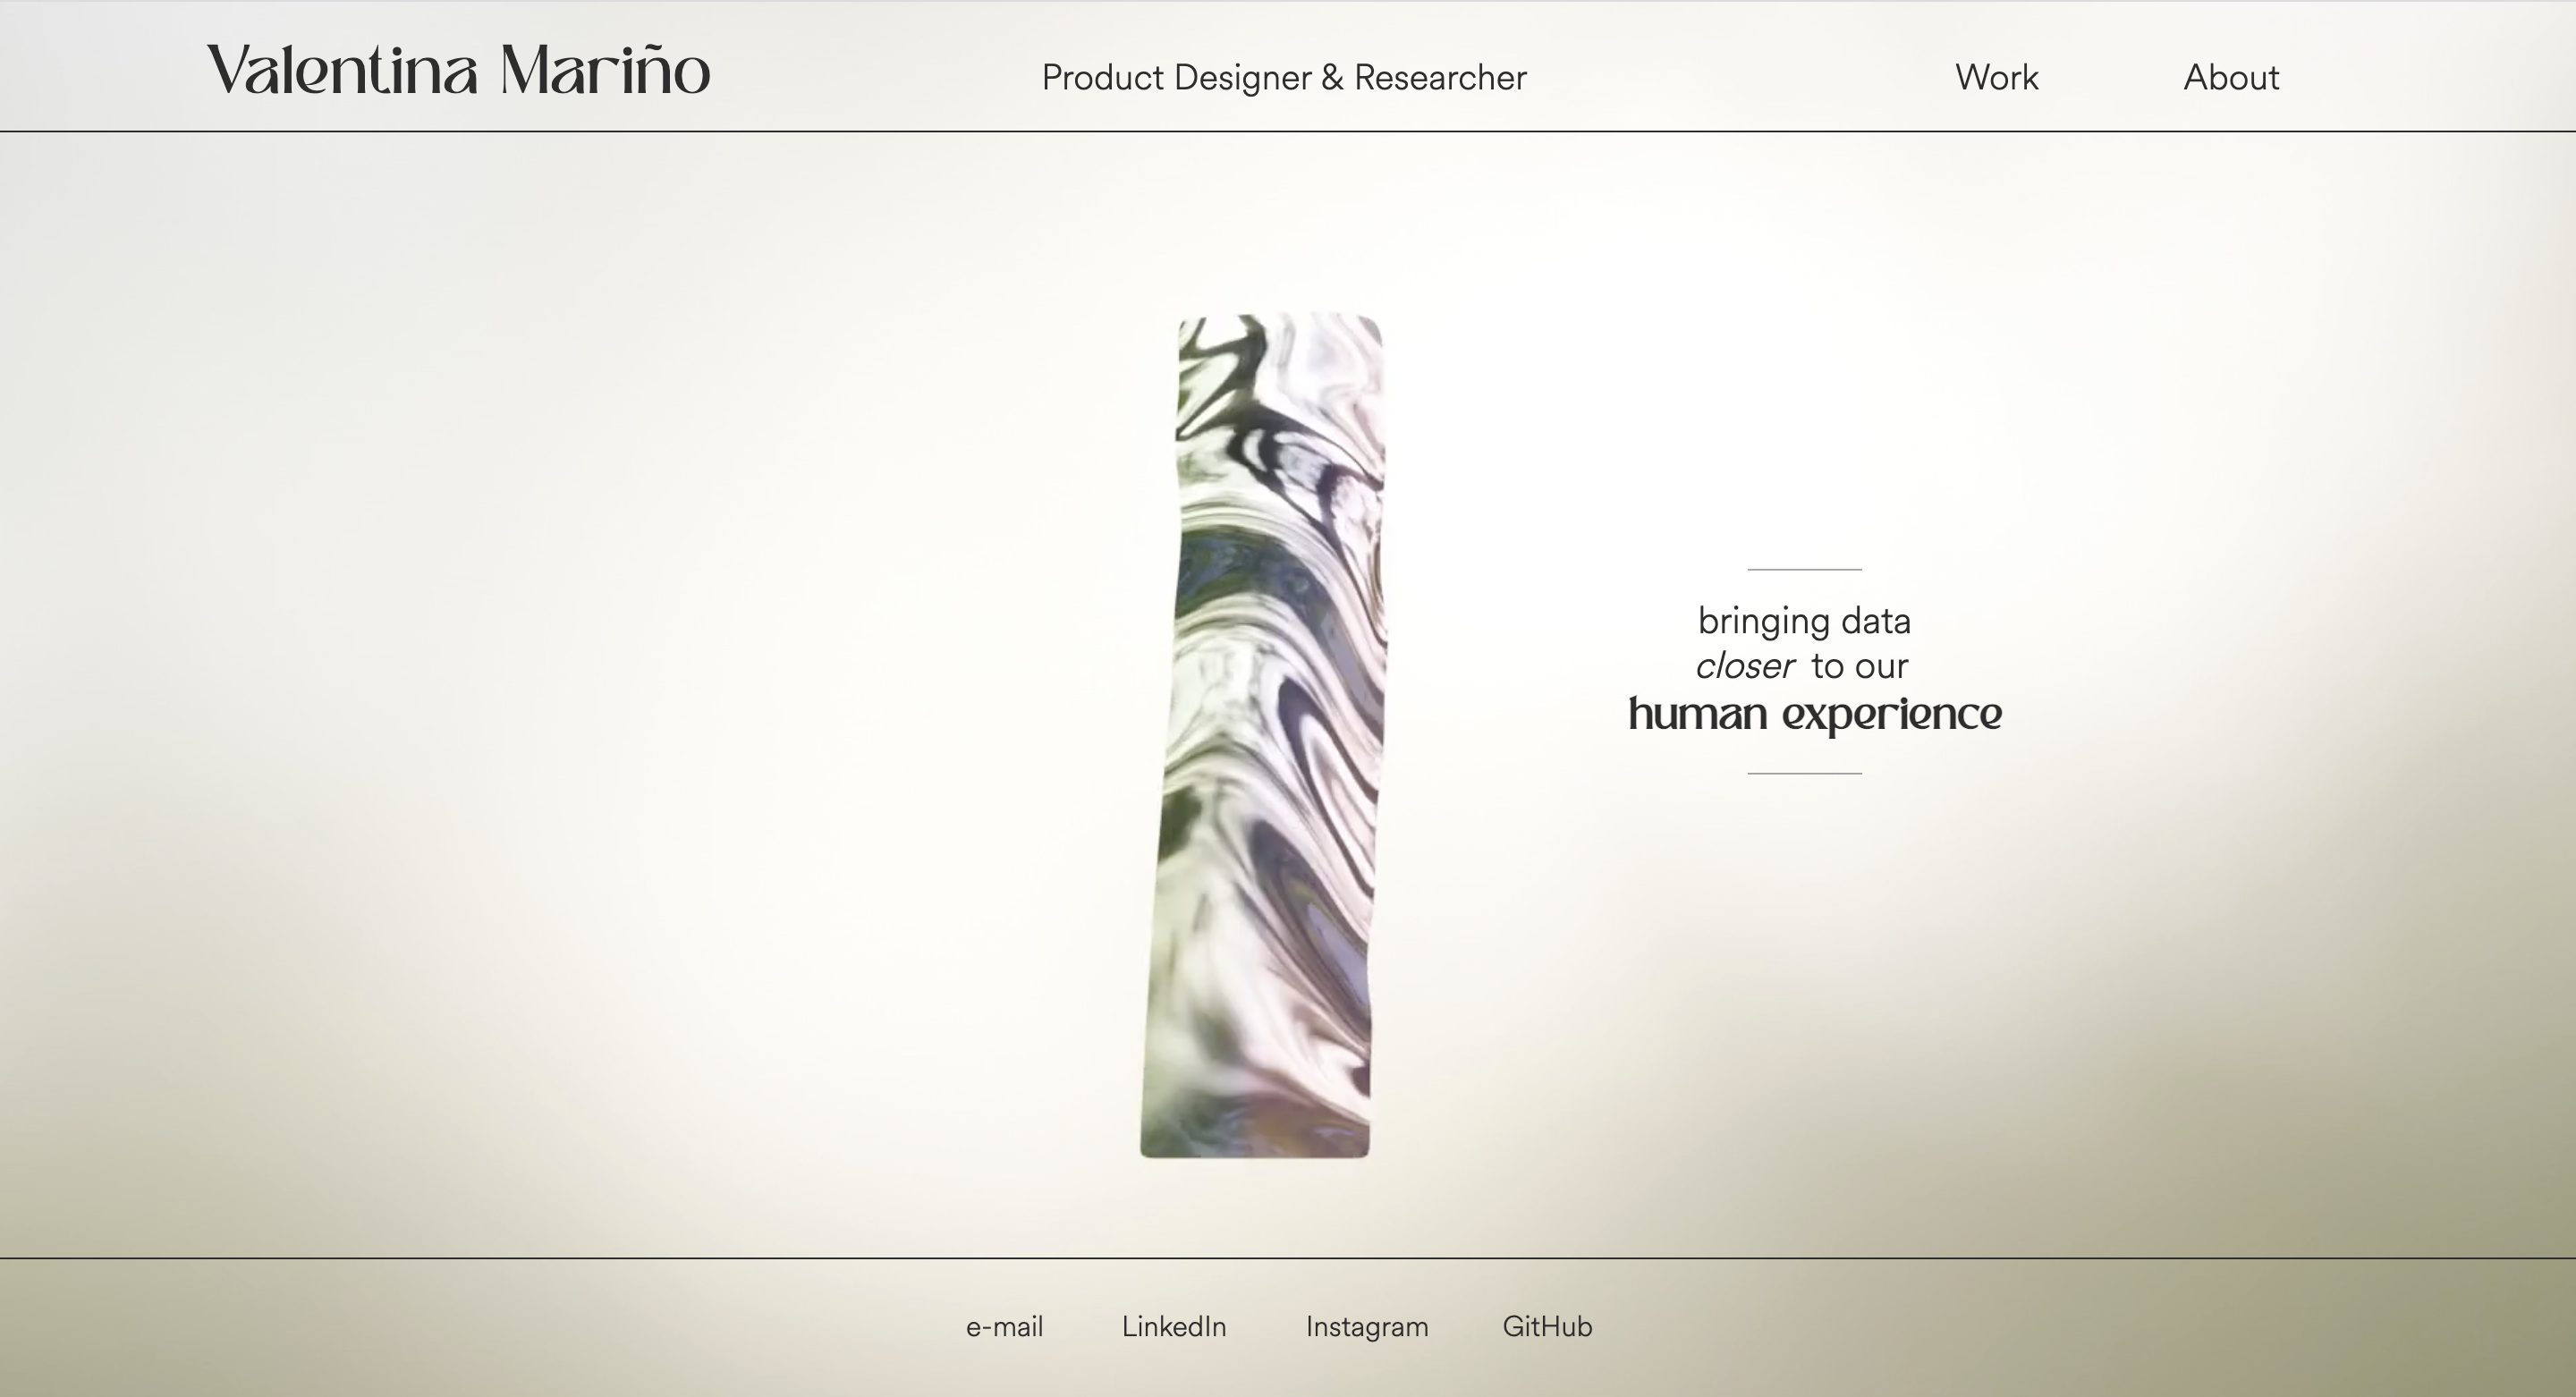 Valentina Mariño
Product Designer & Researcher
Work
About
bringing data
closer to our
human experience
e-mail
LinkedIn
Instagram
GitHub